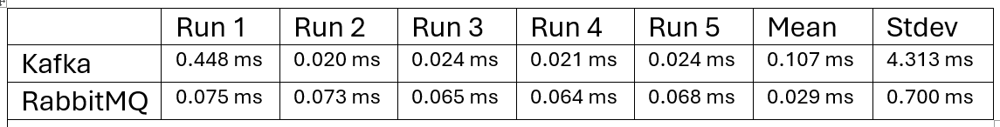 Run 1 Run 2 Run 3 Run 4 Run 5 Mean Stdev
Kafka 0.448 ms 0.020 ms 0.024 ms 0.021 ms 0.024 ms 0.107 ms 4.313 ms
RabbitMQ 0.075 ms 0.073 ms 0.065 ms 0.064 ms 0.068 ms 0.029 ms 0.700 ms